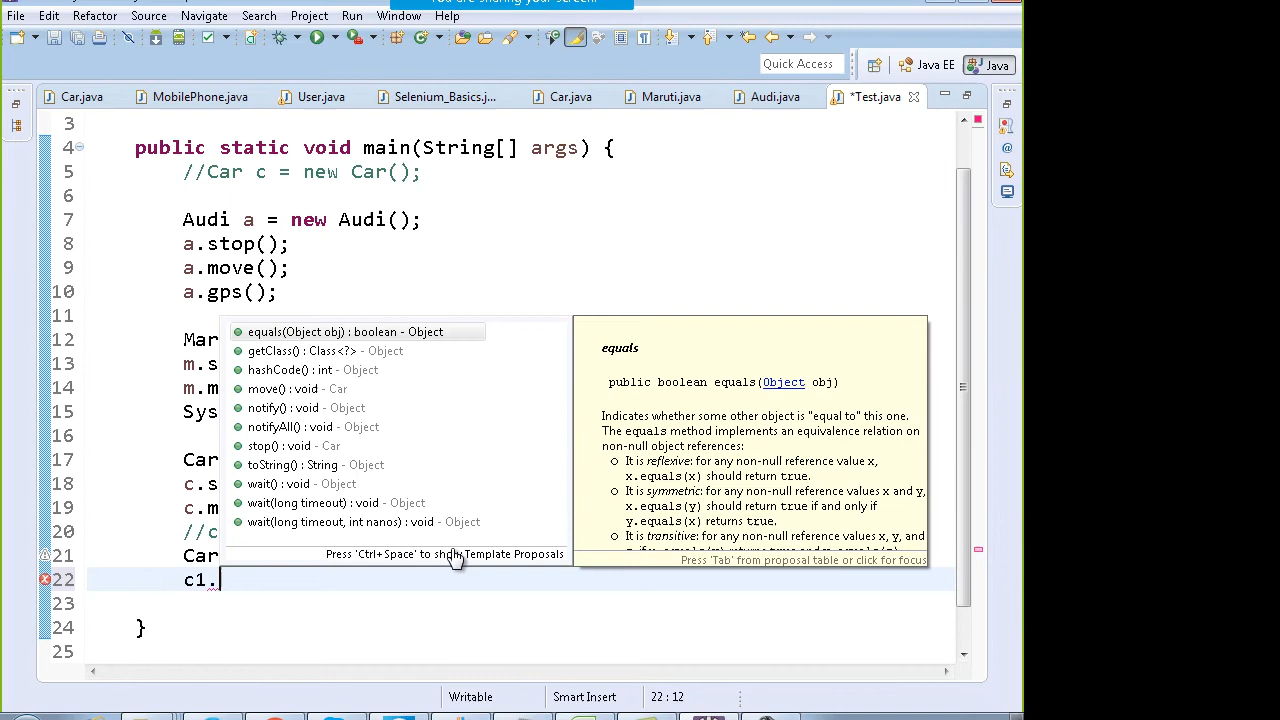 File Edit Refactor Source Navigate Search Project Run Window Help
Quick Access
Java EE
Java
Car.java
MobilePhone.java
User.java
Selenium_Basics.j...
Car.java
Maruti.java
Audi.java
*Test.java
3
4 public static void main(String[] args) {
5 //Car c = new Car();
6
7 Audi a = new Audi();
8 a.stop();
9 a.move();
10 a.gps();
11
12 Mar
13 m.s
14 m.m
15 Sys
16
17 Car
18 c.s
19 c.m
20 //c
21 Car
22 c1.
23
24 }
25
equals(Object obj) : boolean - Object
getClass() : Class<?> - Object
hashCode() : int - Object
move() : void - Car
notify() : void - Object
notifyAll() : void - Object
stop() : void - Car
toString() : String - Object
wait() : void - Object
wait(long timeout) : void - Object
wait(long timeout, int nanos) : void - Object
Press 'Ctrl+Space' to show Template Proposals
equals
public boolean equals(Object obj)
Indicates whether some other object is "equal to" this one.
The equals method implements an equivalence relation on
non-null object references:
It is reflexive: for any non-null reference value x,
x.equals(x) should return true.
It is symmetric: for any non-null reference values x and y,
x.equals(y) should return true if and only if
y.equals(x) returns true.
It is transitive: for any non-null reference values x, y, and
Press 'Tab' from proposal table or click for focus
Writable
Smart Insert
22 : 12